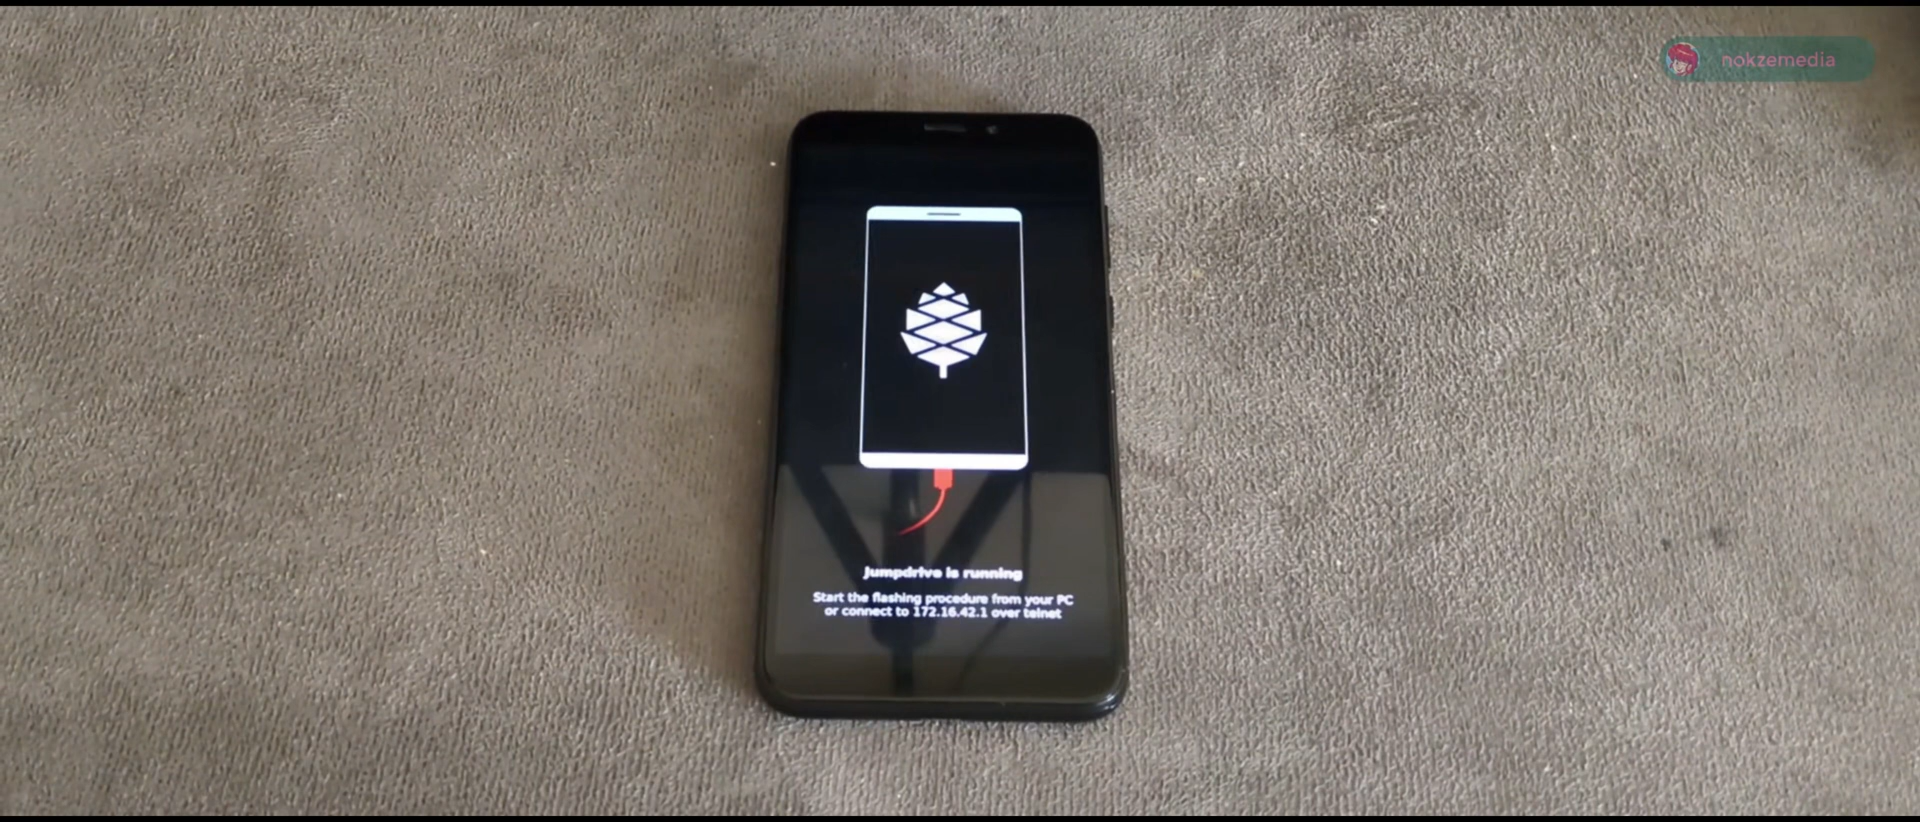 nokzemedia
Jumpdrive is running
Start the flashing procedure from your PC
or connect to 172.16.42.1 over telnet